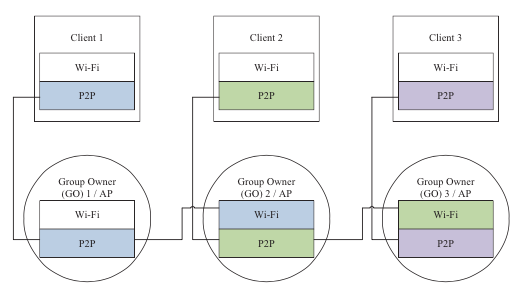 Client 1
Wi-Fi
P2P
Client 2
Wi-Fi
P2P
Client 3
Wi-Fi
P2P
Group Owner
(GO) 1 / AP
Wi-Fi
P2P
Group Owner
(GO) 2 / AP
Wi-Fi
P2P
Group Owner
(GO) 3 / AP
Wi-Fi
P2P